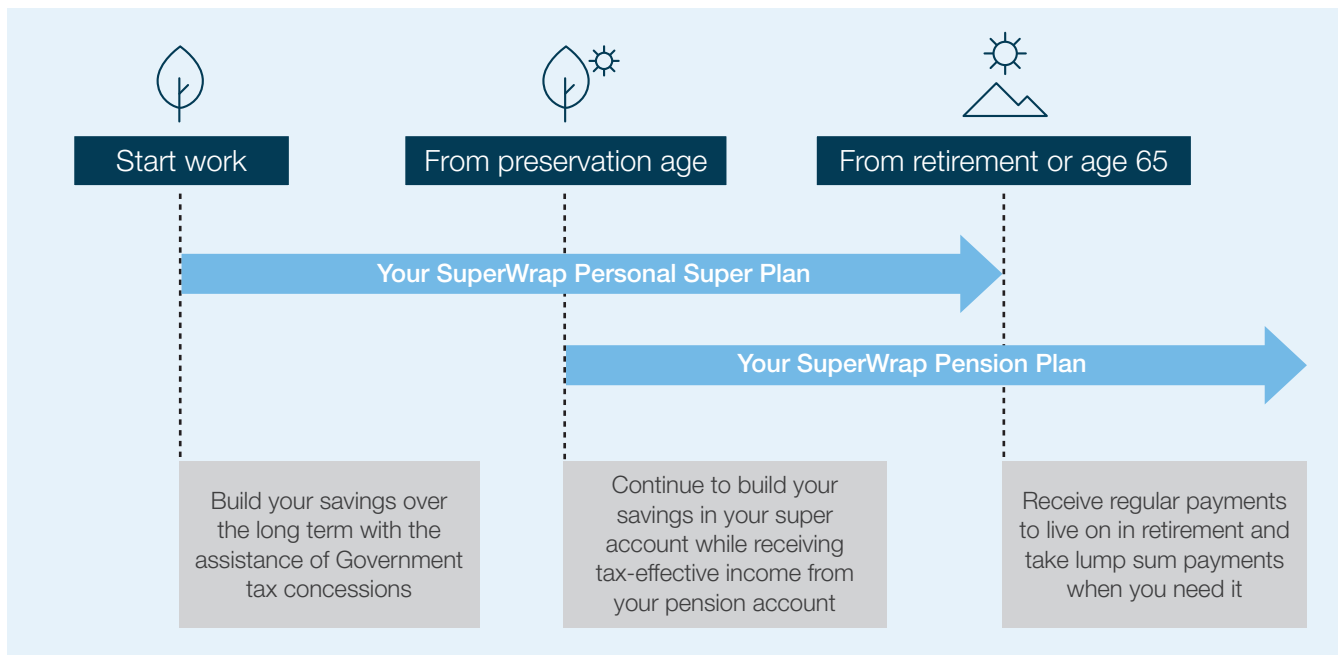 Start work
From preservation age
From retirement or age 65
Your SuperWrap Personal Super Plan
Your SuperWrap Pension Plan
Build your savings over
the long term with the
assistance of Government
tax concessions
Continue to build your
savings in your super
account while receiving
tax-effective income from
your pension account
Receive regular payments
to live on in retirement and
take lump sum payments
when you need it